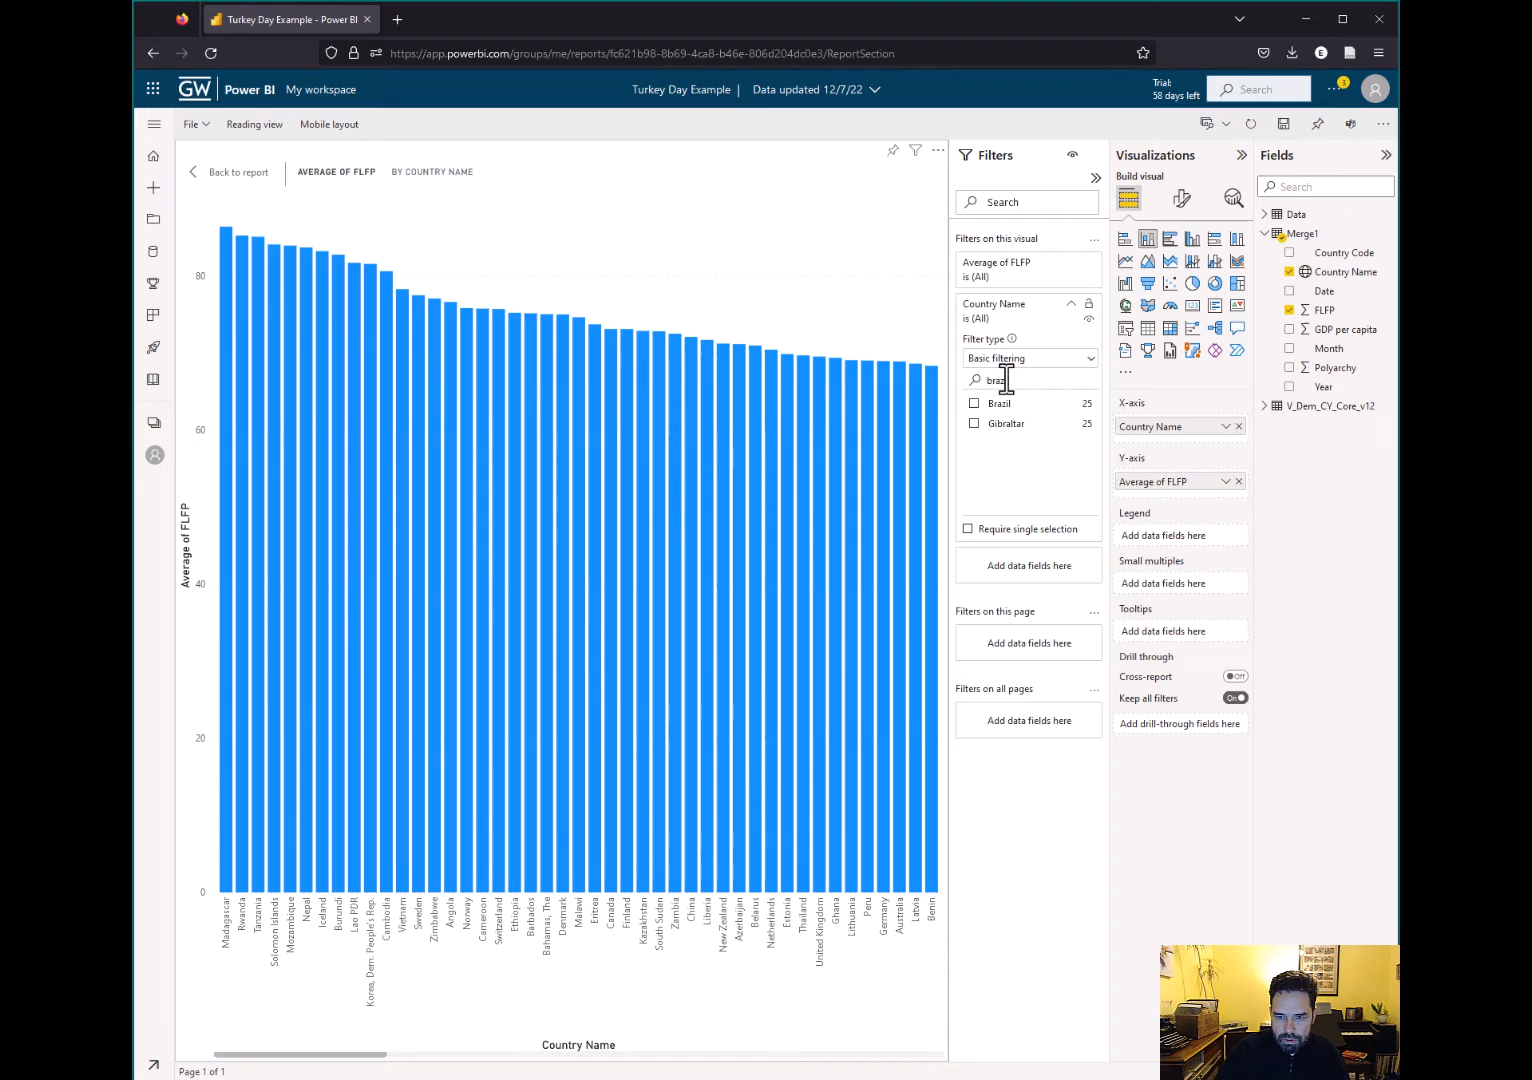 Turkey Day Example - Power BI
https://app.powerbi.com/groups/me/reports/fc621b98-8b69-4ca8-b46e-806d204dc0e3/ReportSection
E
GW
Power BI
My workspace
Turkey Day Example
Data updated 12/7/22
Trial:
58 days left
Search
3
File
Reading view
Mobile layout
Back to report
AVERAGE OF FLFP
BY COUNTRY NAME
80
60
40
20
0
Average of FLFP
Madagascar
Rwanda
Tanzania
Solomon Islands
Mozambique
Nepal
Iceland
Burundi
Lao PDR
Korea, Dem. People's Rep.
Cambodia
Vietnam
Sweden
Zimbabwe
Angola
Norway
Cameroon
Switzerland
Ethiopia
Barbados
Bahamas, The
Denmark
Malawi
Eritrea
Canada
Finland
Kazakhstan
South Sudan
Zambia
China
Liberia
New Zealand
Azerbaijan
Belarus
Netherlands
Estonia
Thailand
United Kingdom
Ghana
Lithuania
Peru
Germany
Australia
Latvia
Benin
Country Name
Page 1 of 1
Filters
Search
Filters on this visual
Average of FLFP
is (All)
Country Name
is (All)
Filter type
Basic filtering
braz
Brazil 25
Gibraltar 25
Require single selection
Add data fields here
Filters on this page
Add data fields here
Filters on all pages
Add data fields here
Visualizations
Build visual
123
X-axis
Country Name
Y-axis
Average of FLFP
Legend
Add data fields here
Small multiples
Add data fields here
Tooltips
Add data fields here
Drill through
Cross-report
Off
Keep all filters
On
Add drill-through fields here
Fields
Search
Data
Merge1
Country Code
Country Name
Date
FLFP
GDP per capita
Month
Polyarchy
Year
V_Dem_CY_Core_v12